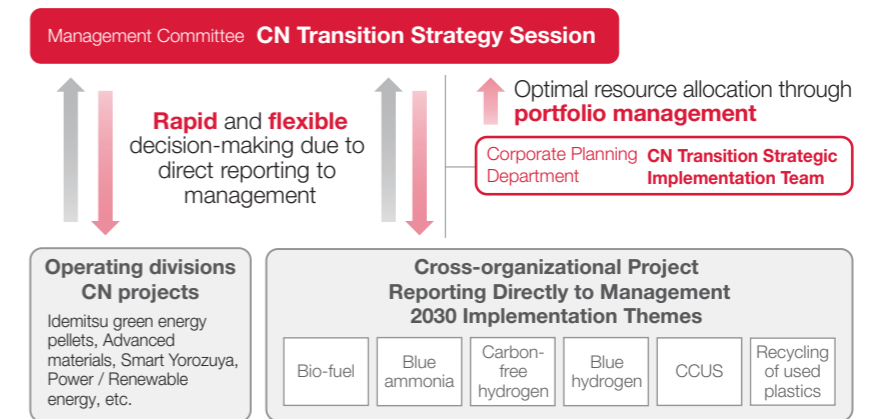 Management Committee CN Transition Strategy Session
Rapid and flexible
decision-making due to
direct reporting to
management
Optimal resource allocation through
portfolio management
Corporate Planning
Department
CN Transition Strategic
Implementation Team
Operating divisions
CN projects
Idemitsu green energy
pellets, Advanced
materials, Smart Yorozuya,
Power / Renewable
energy, etc.
Cross-organizational Project
Reporting Directly to Management
2030 Implementation Themes
Bio-fuel
Blue
ammonia
Carbon-
free
hydrogen
Blue
hydrogen
CCUS
Recycling
of used
plastics